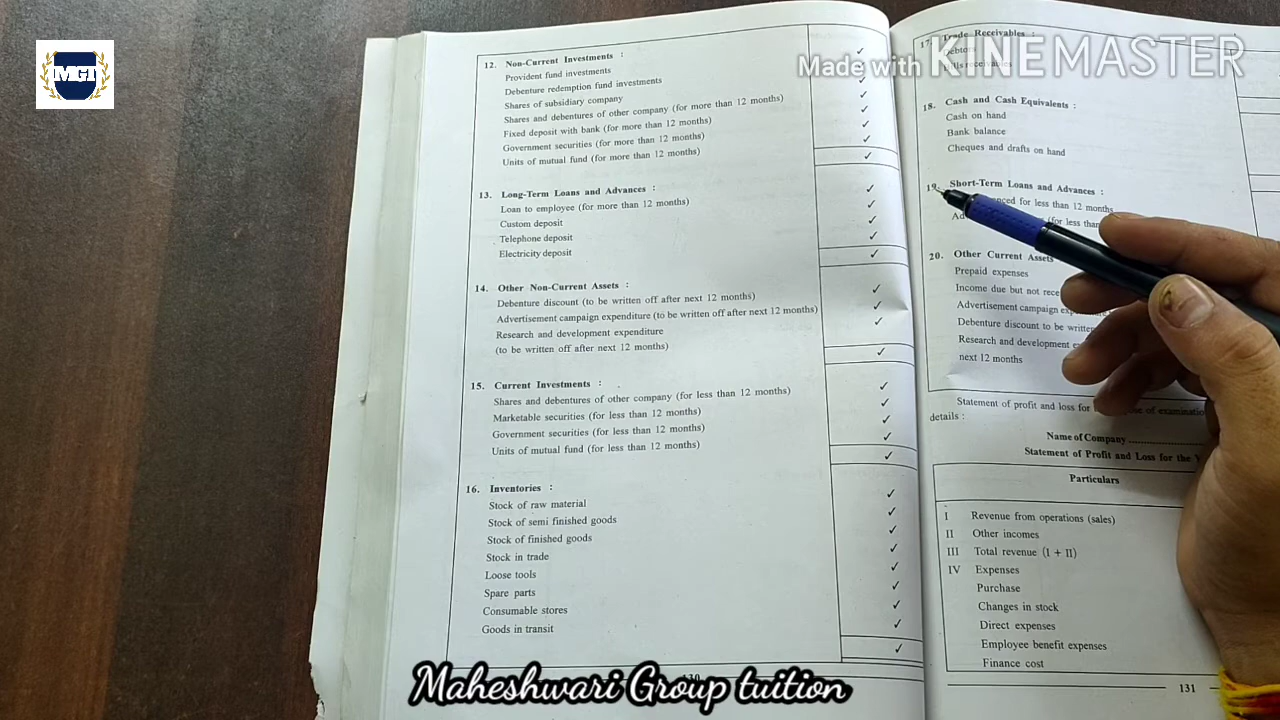 MGI
12. Non-Current Investments :
Provident fund investments
Debenture redemption fund investments
Shares of subsidiary company
Shares and debentures of other company (for more than 12 months)
Fixed deposit with bank (for more than 12 months)
Government securities (for more than 12 months)
Units of mutual fund (for more than 12 months)
13. Long-Term Loans and Advances :
Loan to employee (for more than 12 months)
Custom deposit
Telephone deposit
Electricity deposit
14. Other Non-Current Assets :
Debenture discount (to be written off after next 12 months)
Advertisement campaign expenditure (to be written off after next 12 months)
Research and development expenditure
(to be written off after next 12 months)
15. Current Investments :
Shares and debentures of other company (for less than 12 months)
Marketable securities (for less than 12 months)
Government securities (for less than 12 months)
Units of mutual fund (for less than 12 months)
16. Inventories :
Stock of raw material
Stock of semi finished goods
Stock of finished goods
Stock in trade
Loose tools
Spare parts
Consumable stores
Goods in transit
17. Trade Receivables :
Made with KINEMASTER
18. Cash and Cash Equivalents :
Cash on hand
Bank balance
Cheques and drafts on hand
19. Short-Term Loans and Advances :
for less than 12 months
(for less than
20. Other Current Assets
Prepaid expenses
Income due but not
Advertisement campaign
Debenture discount to be
Research and development
next 12 months
Statement of profit and loss for of
details :
Name of Company
Statement of Profit and Loss for the
Particulars
I Revenue from operations (sales)
II Other incomes
III Total revenue (I + II)
IV Expenses
Purchase
Changes in stock
Direct expenses
Employee benefit expenses
Finance cost
131
Maheshwari Group tuition